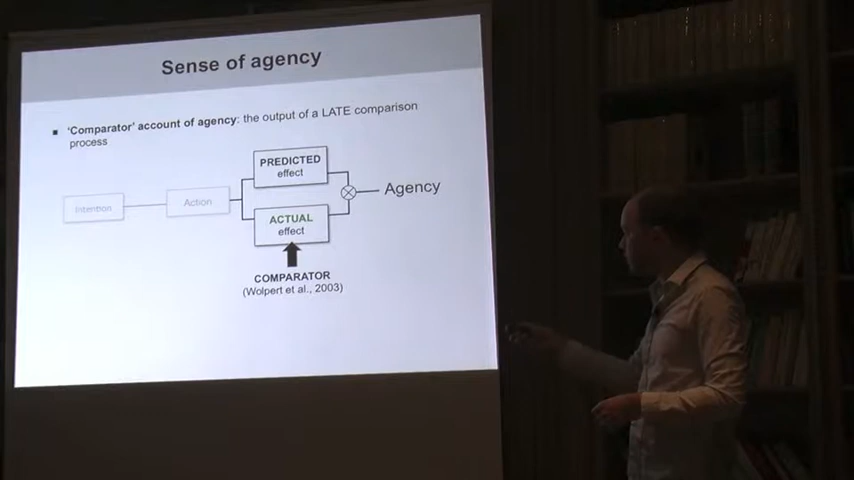 Sense of agency
▪ ‘Comparator’ account of agency: the output of a LATE comparison
process
PREDICTED
effect
Intention
Action
Agency
ACTUAL
effect
COMPARATOR
(Wolpert et al., 2003)